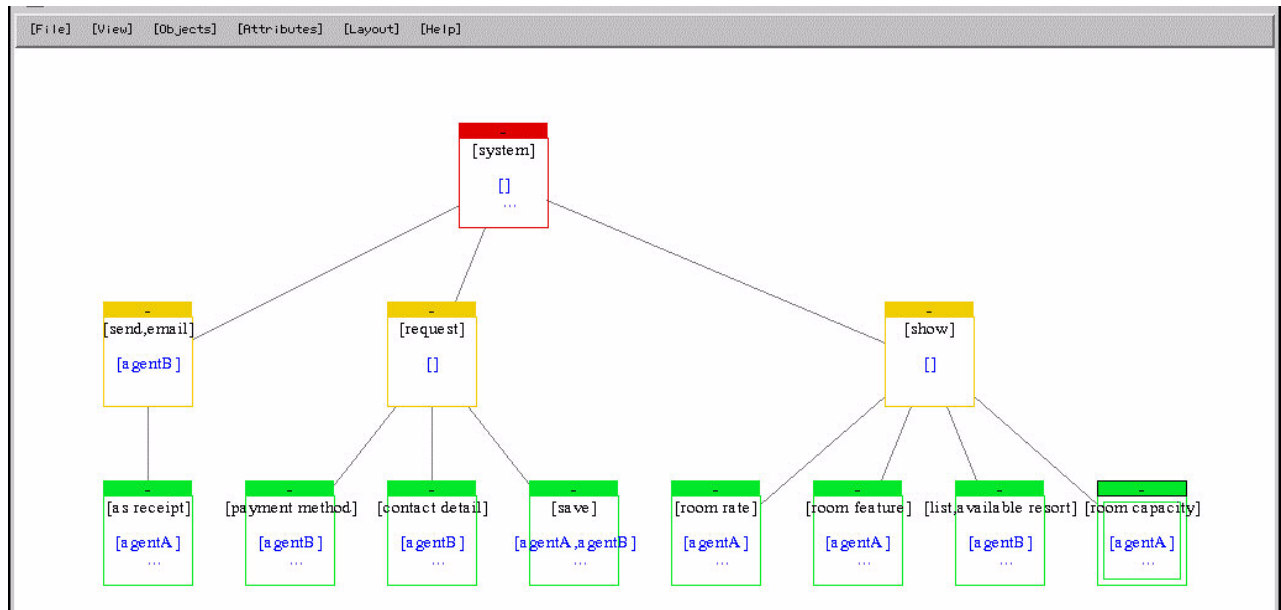 [File] [View] [Objects] [Attributes] [Layout] [Help]
-
[system]
[]
...
- - -
[send,email] [request] [show]
[agentB] [] []
- - - - - - - -
[as receipt] [payment method] [contact detail] [save] [room rate] [room feature] [list,available resort] [room capacity]
[agentA] [agentB] [agentB] [agentA,agentB] [agentA] [agentA] [agentB] [agentA]
... ... ... ... ... ... ... ...